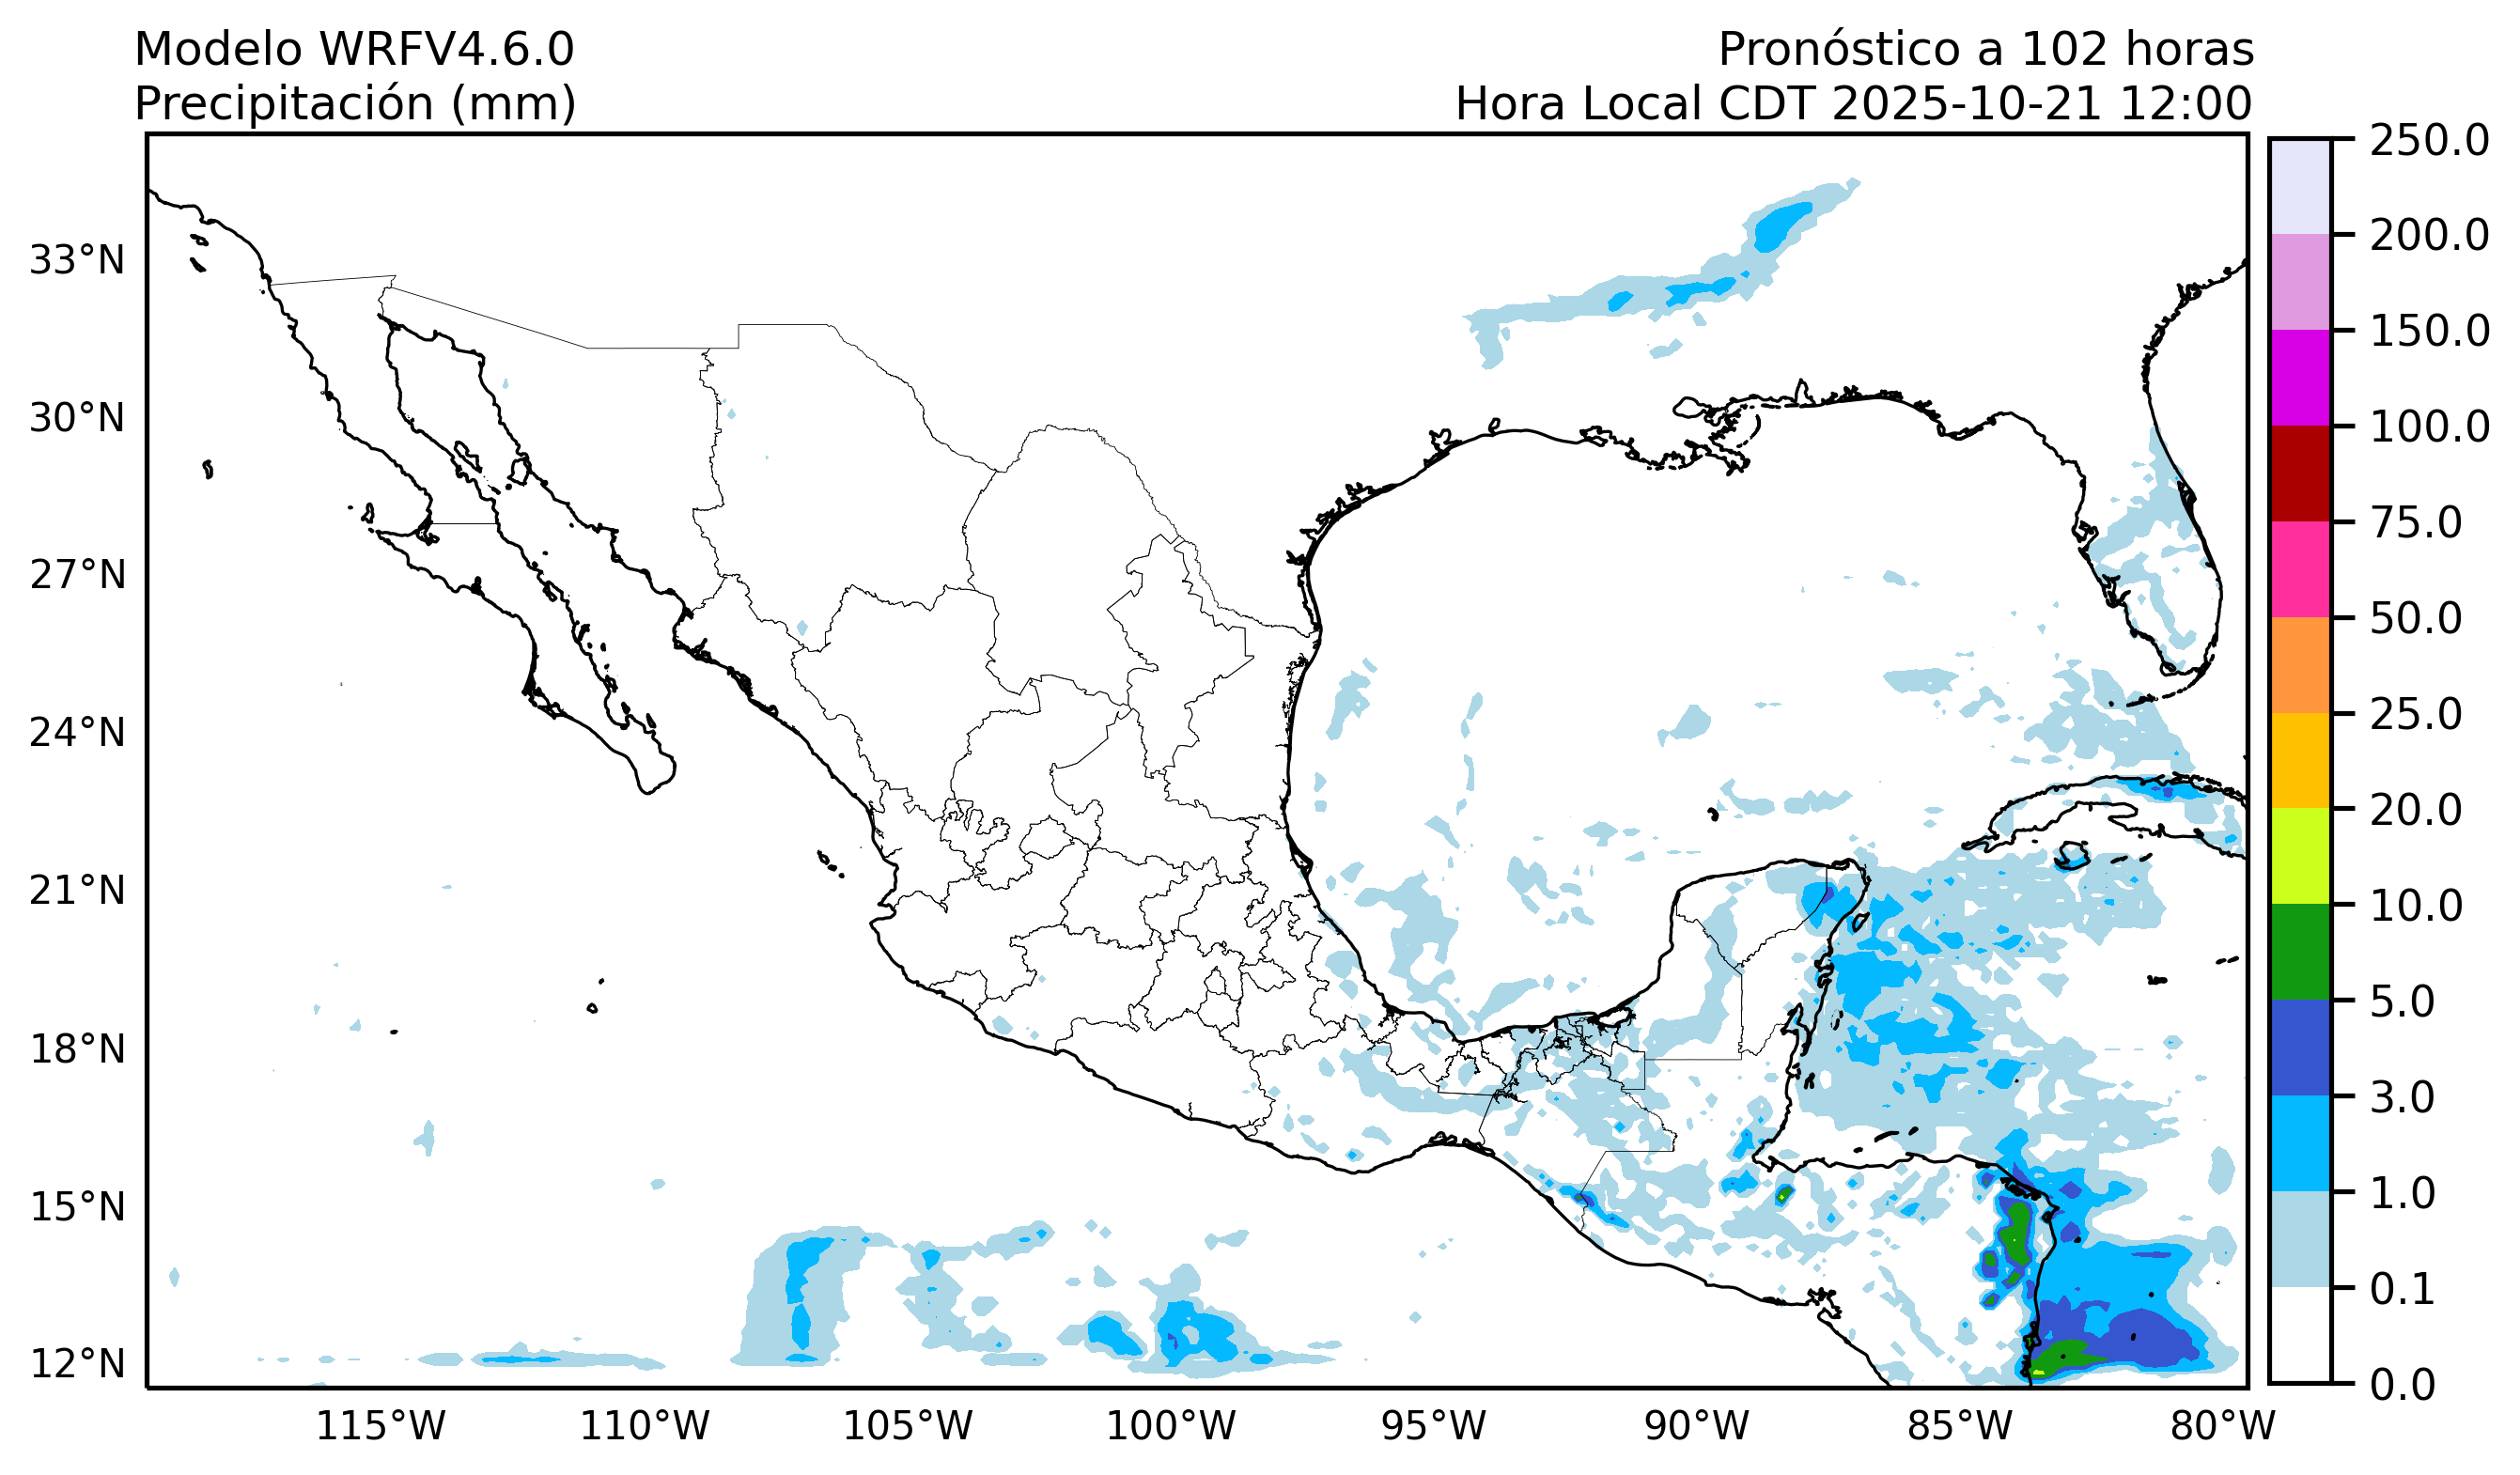 Modelo WRFV4.6.0
Precipitación (mm)
Pronóstico a 102 horas
Hora Local CDT 2025-10-21 12:00
33°N
30°N
27°N
24°N
21°N
18°N
15°N
12°N
115°W
110°W
105°W
100°W
95°W
90°W
85°W
80°W
250.0
200.0
150.0
100.0
75.0
50.0
25.0
20.0
10.0
5.0
3.0
1.0
0.1
0.0